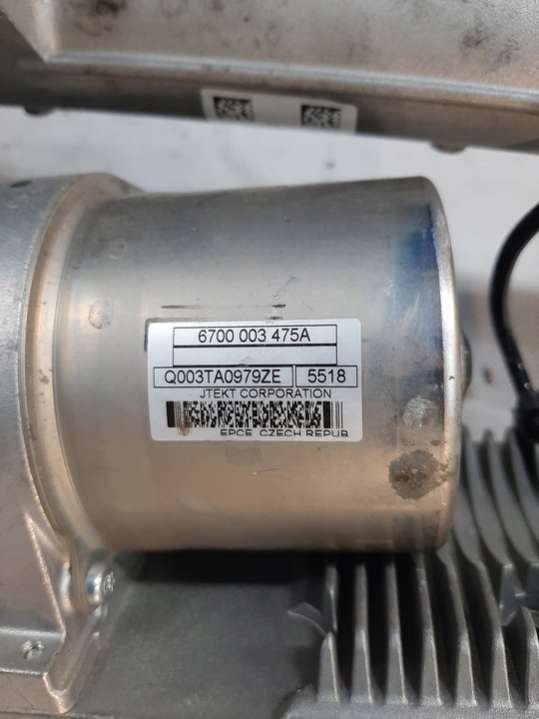 6700 003 475A
Q003TA0979ZE 5518
JTEKT CORPORATION
EPCE CZECH REPUB